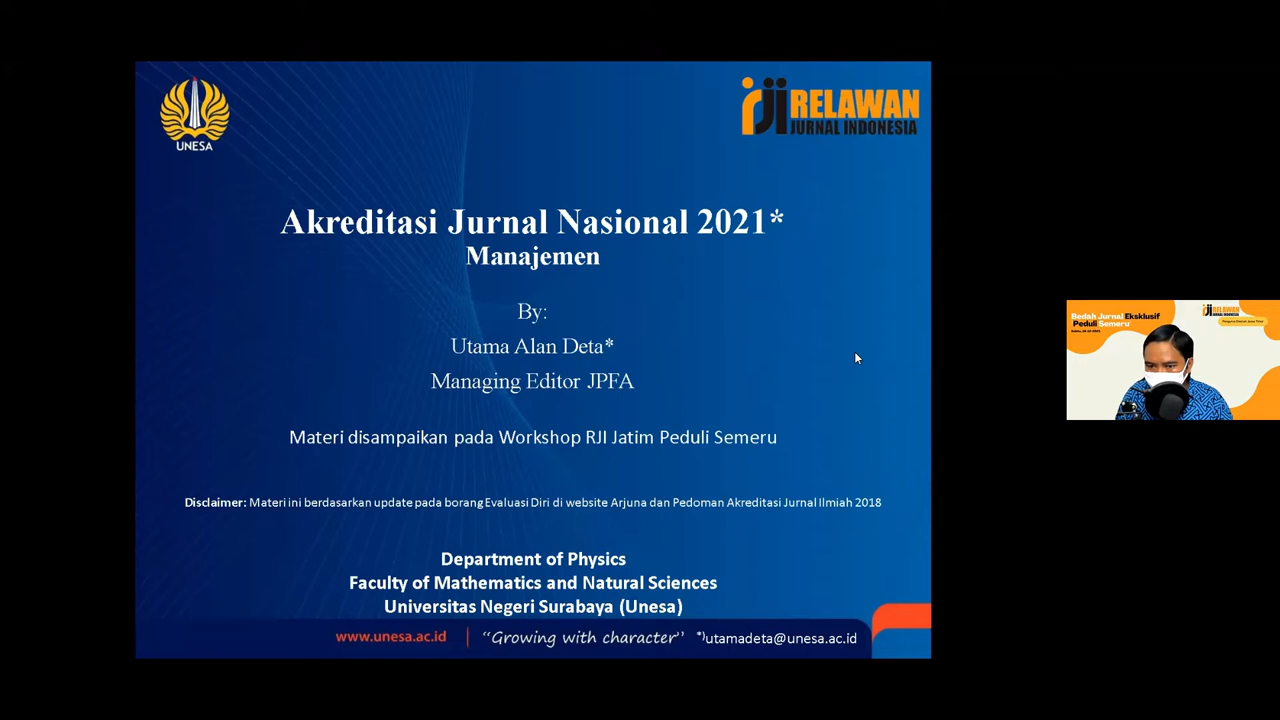 UNESA
RELAWAN
JURNAL INDONESIA
Akreditasi Jurnal Nasional 2021*
Manajemen
By:
Utama Alan Deta*
Managing Editor JPFA
Materi disampaikan pada Workshop RJI Jatim Peduli Semeru
Disclaimer: Materi ini berdasarkan update pada borang Evaluasi Diri di website Arjuna dan Pedoman Akreditasi Jurnal Ilmiah 2018
Department of Physics
Faculty of Mathematics and Natural Sciences
Universitas Negeri Surabaya (Unesa)
www.unesa.ac.id
“Growing with character”
*)utamadeta@unesa.ac.id
Bedah Jurnal Eksklusif
Peduli Semeru
RELAWAN
JURNAL INDONESIA